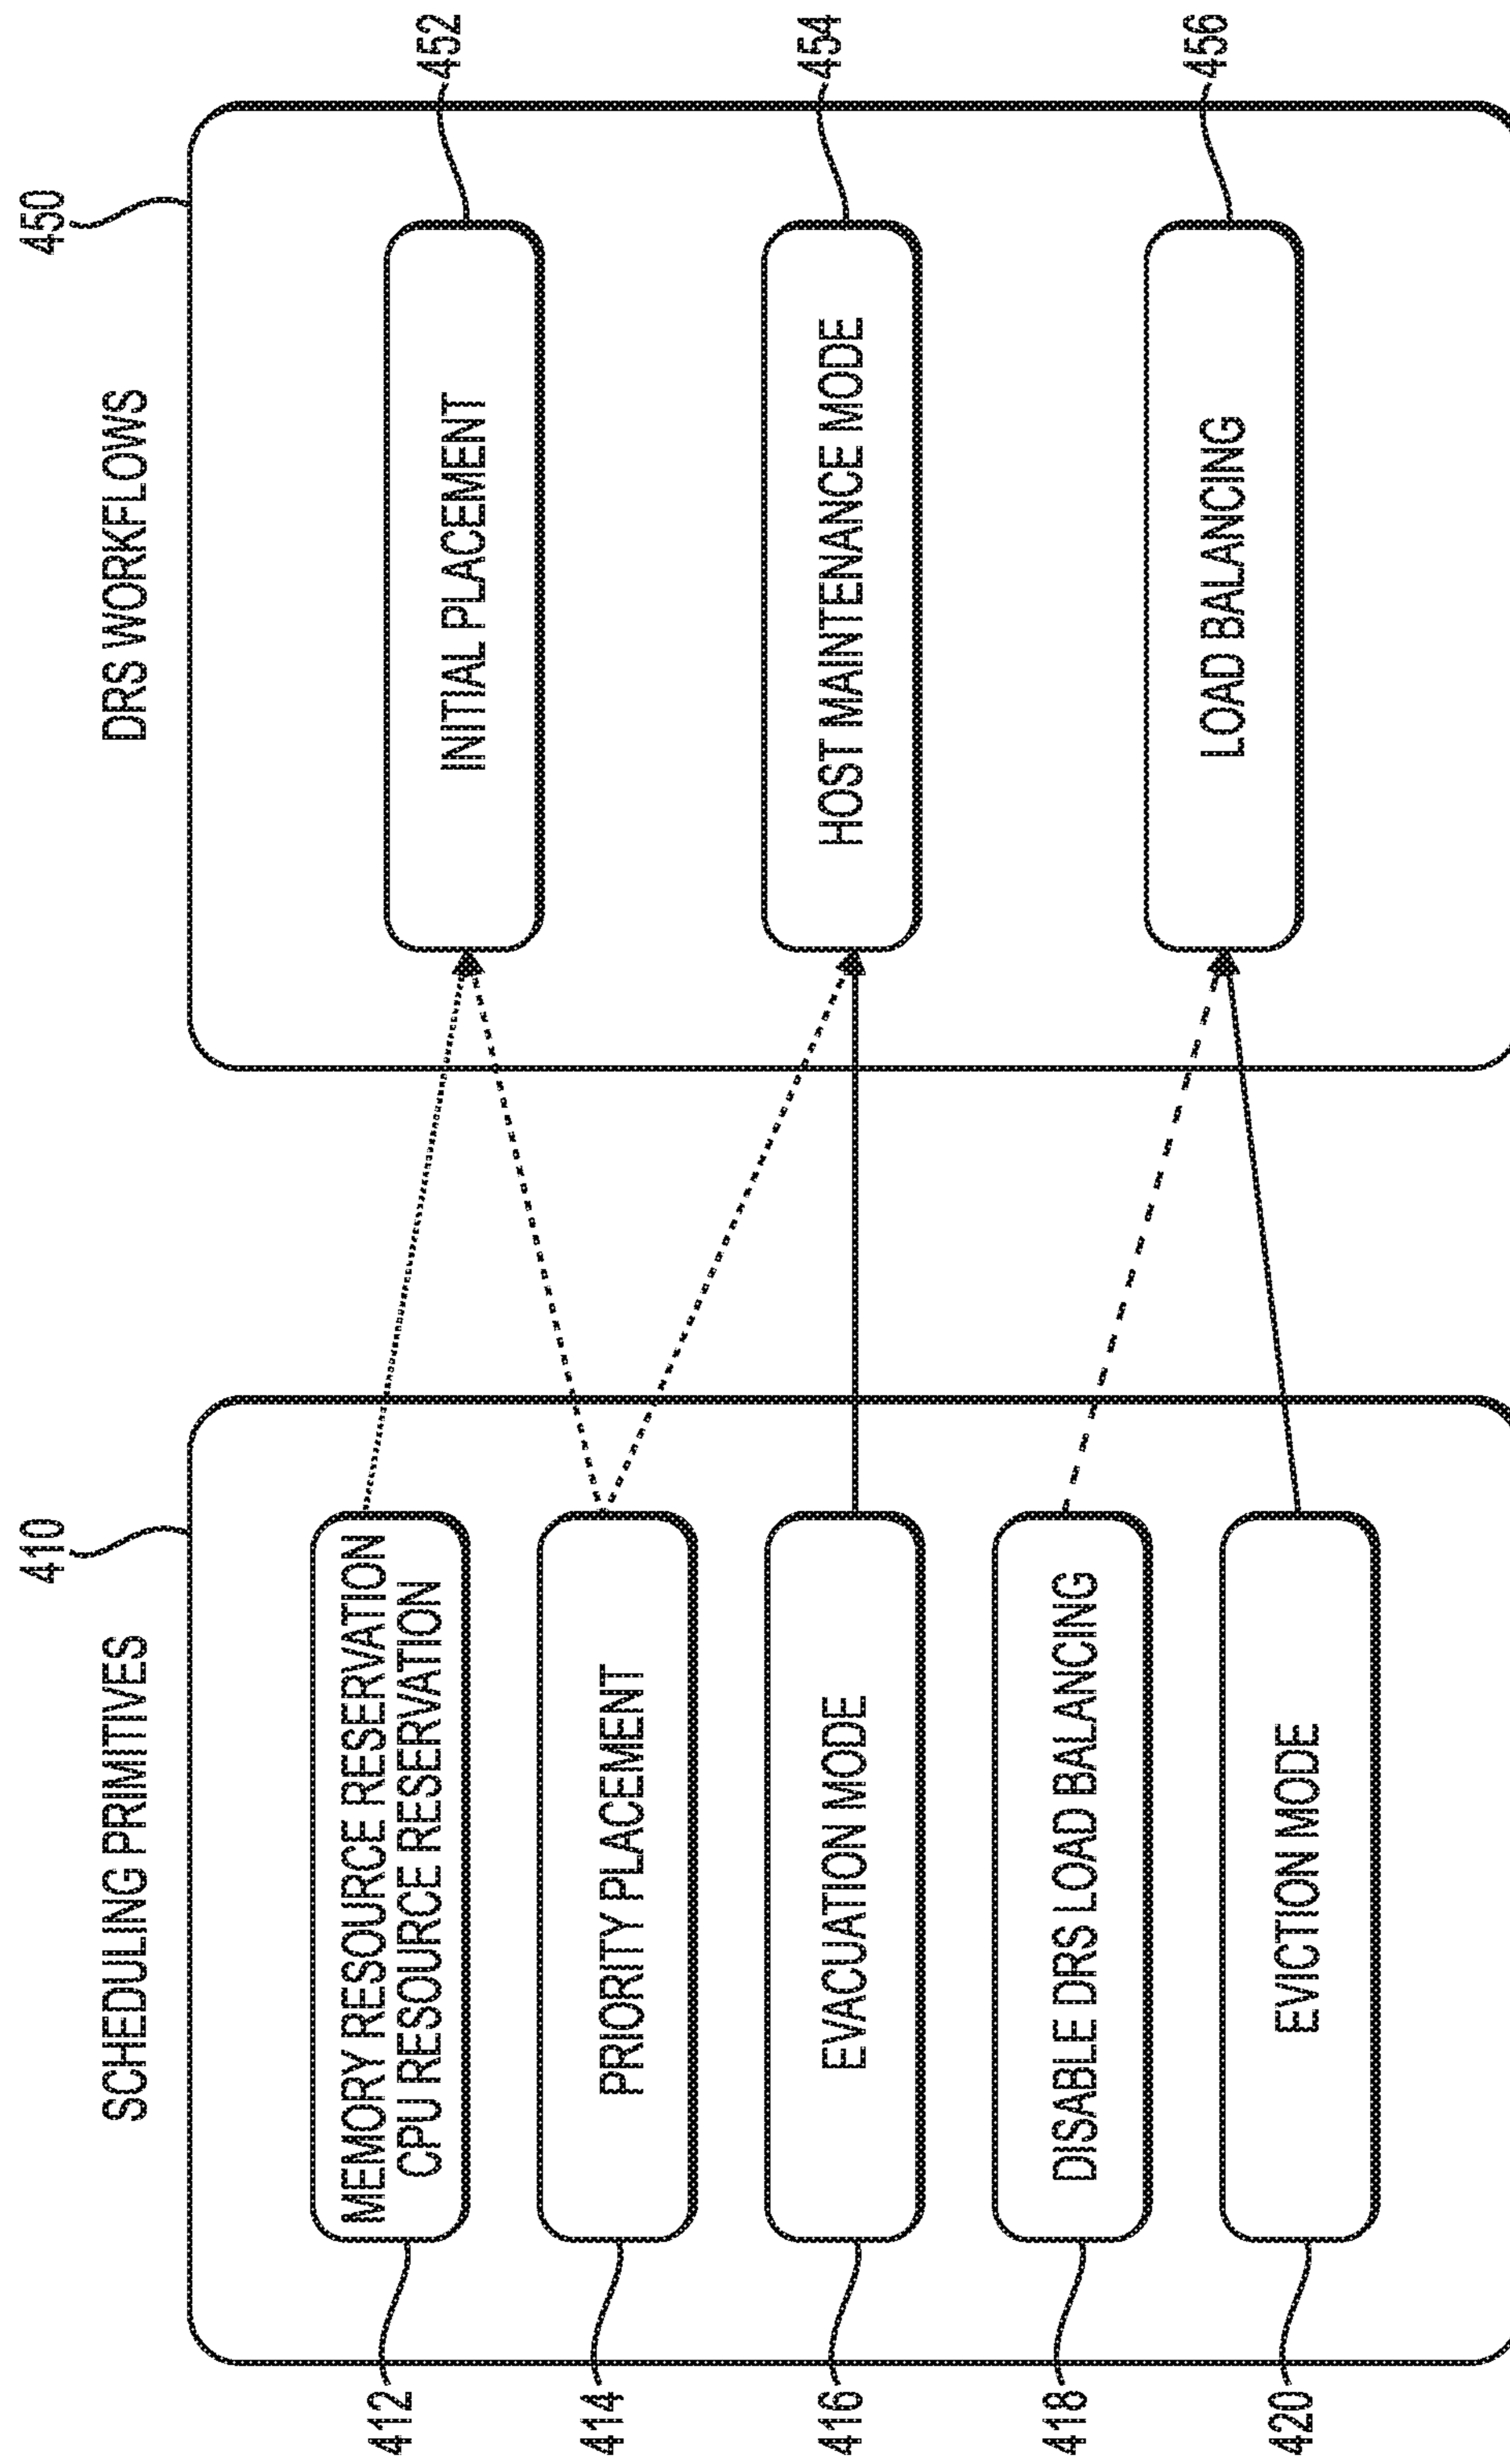 SCHEDULING PRIMITIVES
410
412
MEMORY RESOURCE RESERVATION
CPU RESOURCE RESERVATION
414
PRIORITY PLACEMENT
416
EVACUATION MODE
418
DISABLE DRS LOAD BALANCING
420
EVICTION MODE
DRS WORKFLOWS
450
INITIAL PLACEMENT
452
HOST MAINTENANCE MODE
454
LOAD BALANCING
456